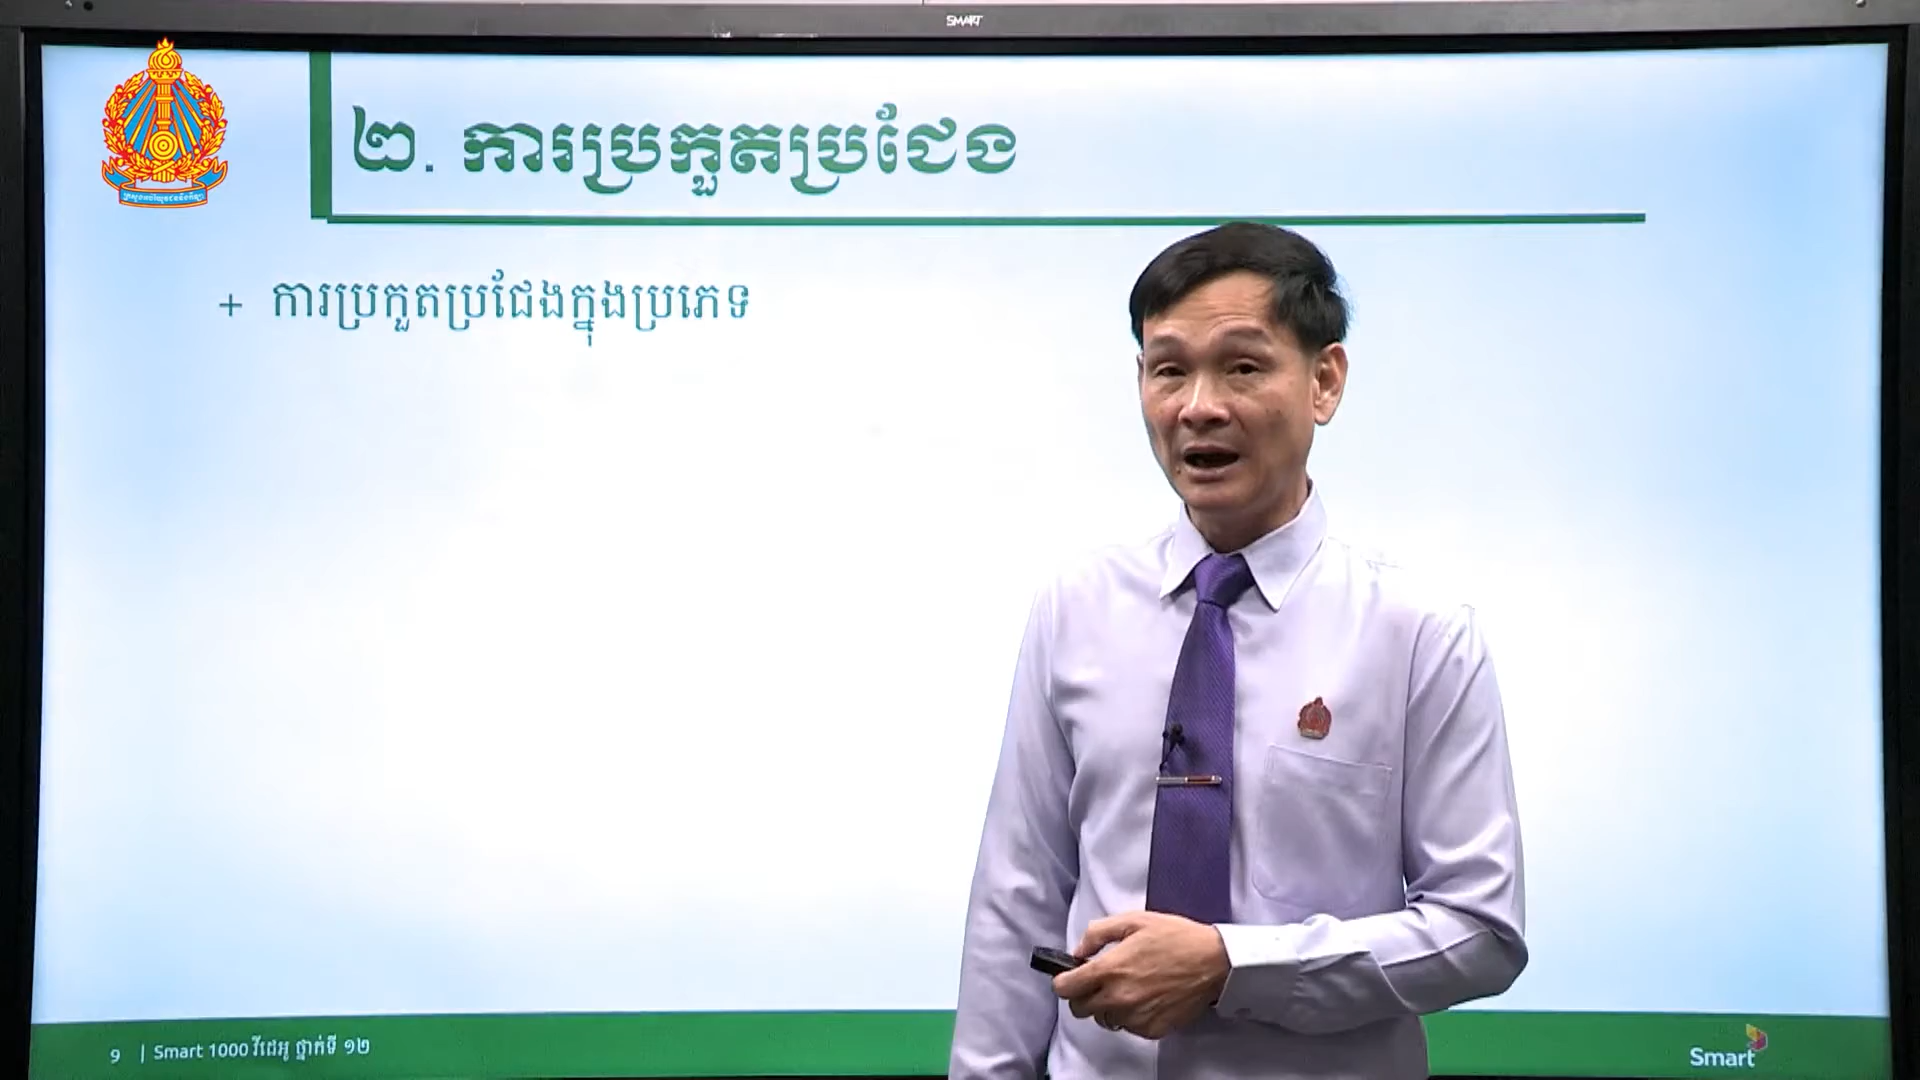 SMART
២. ការប្រកួតប្រជែង
+ ការប្រកួតប្រជែងក្នុងប្រភេទ
9 | Smart 1000 វីដេអូ ថ្នាក់ទី ១២
Smart